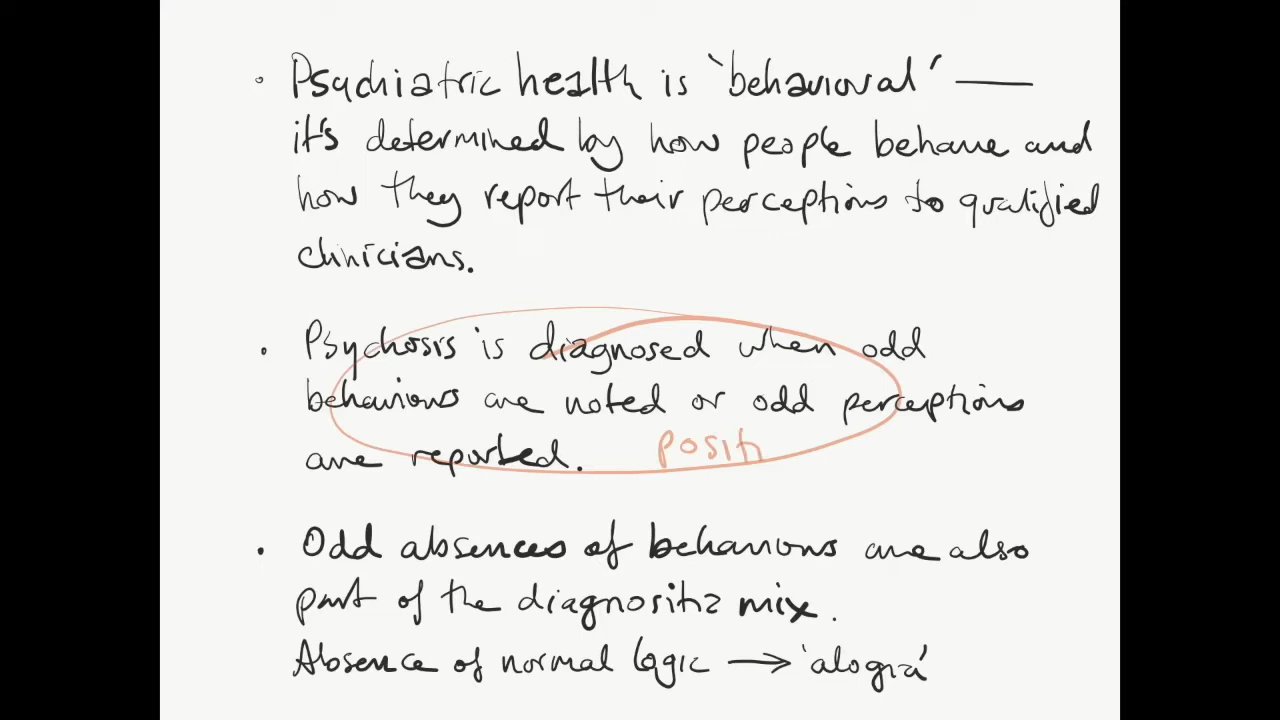 • Psychiatric health is 'behavioral' —
it's determined by how people behave and
how they report their perceptions to qualified
clinicians.
• Psychosis is diagnosed when odd
behaviors are noted or odd perceptions
are reported. positi
• Odd absences of behaviors are also
part of the diagnostic mix.
Absence of normal logic → 'alogia'